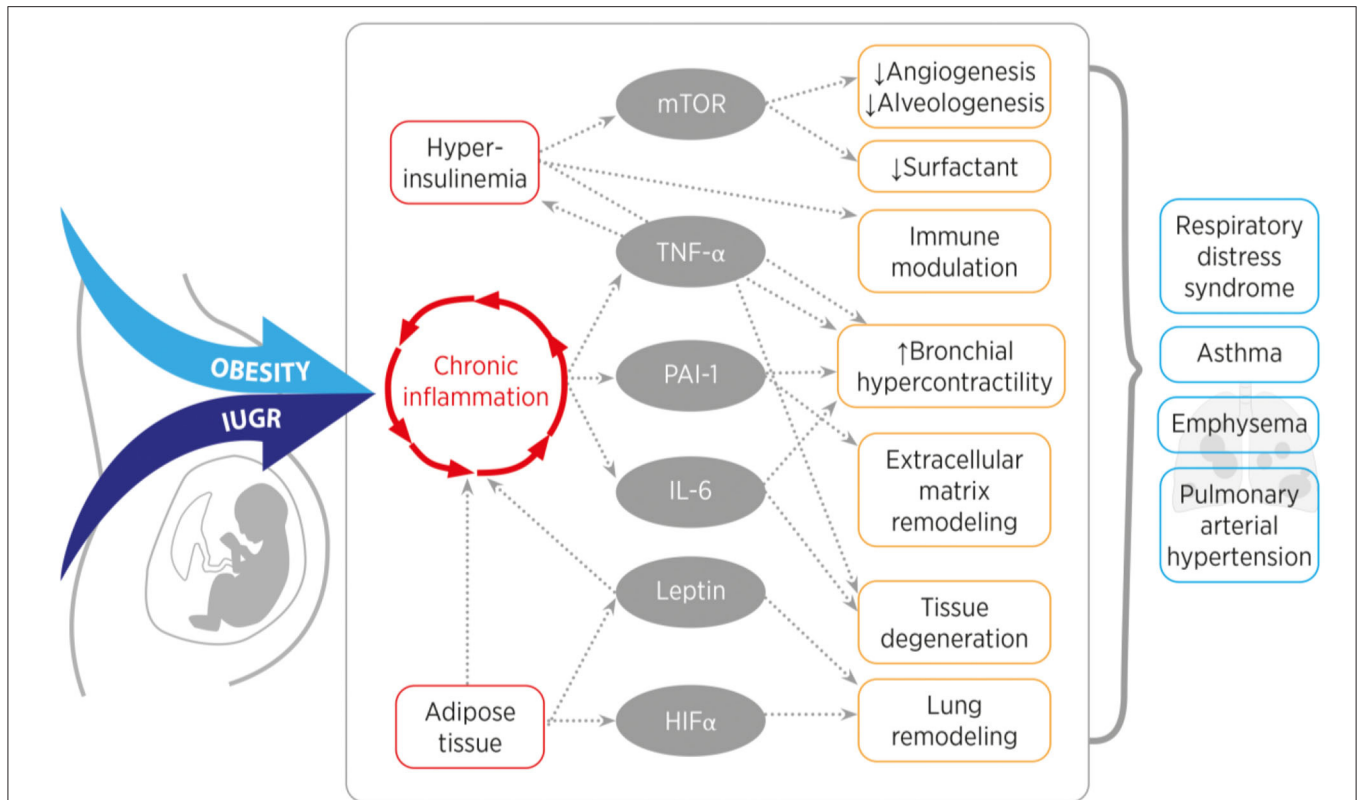 OBESITY
IUGR
Hyper-
insulinemia
Chronic
inflammation
Adipose
tissue
mTOR
TNF-α
PAI-1
IL-6
Leptin
HIFα
↓Angiogenesis
↓Alveologenesis
↓Surfactant
Immune
modulation
↑Bronchial
hypercontractility
Extracellular
matrix
remodeling
Tissue
degeneration
Lung
remodeling
Respiratory
distress
syndrome
Asthma
Emphysema
Pulmonary
arterial
hypertension